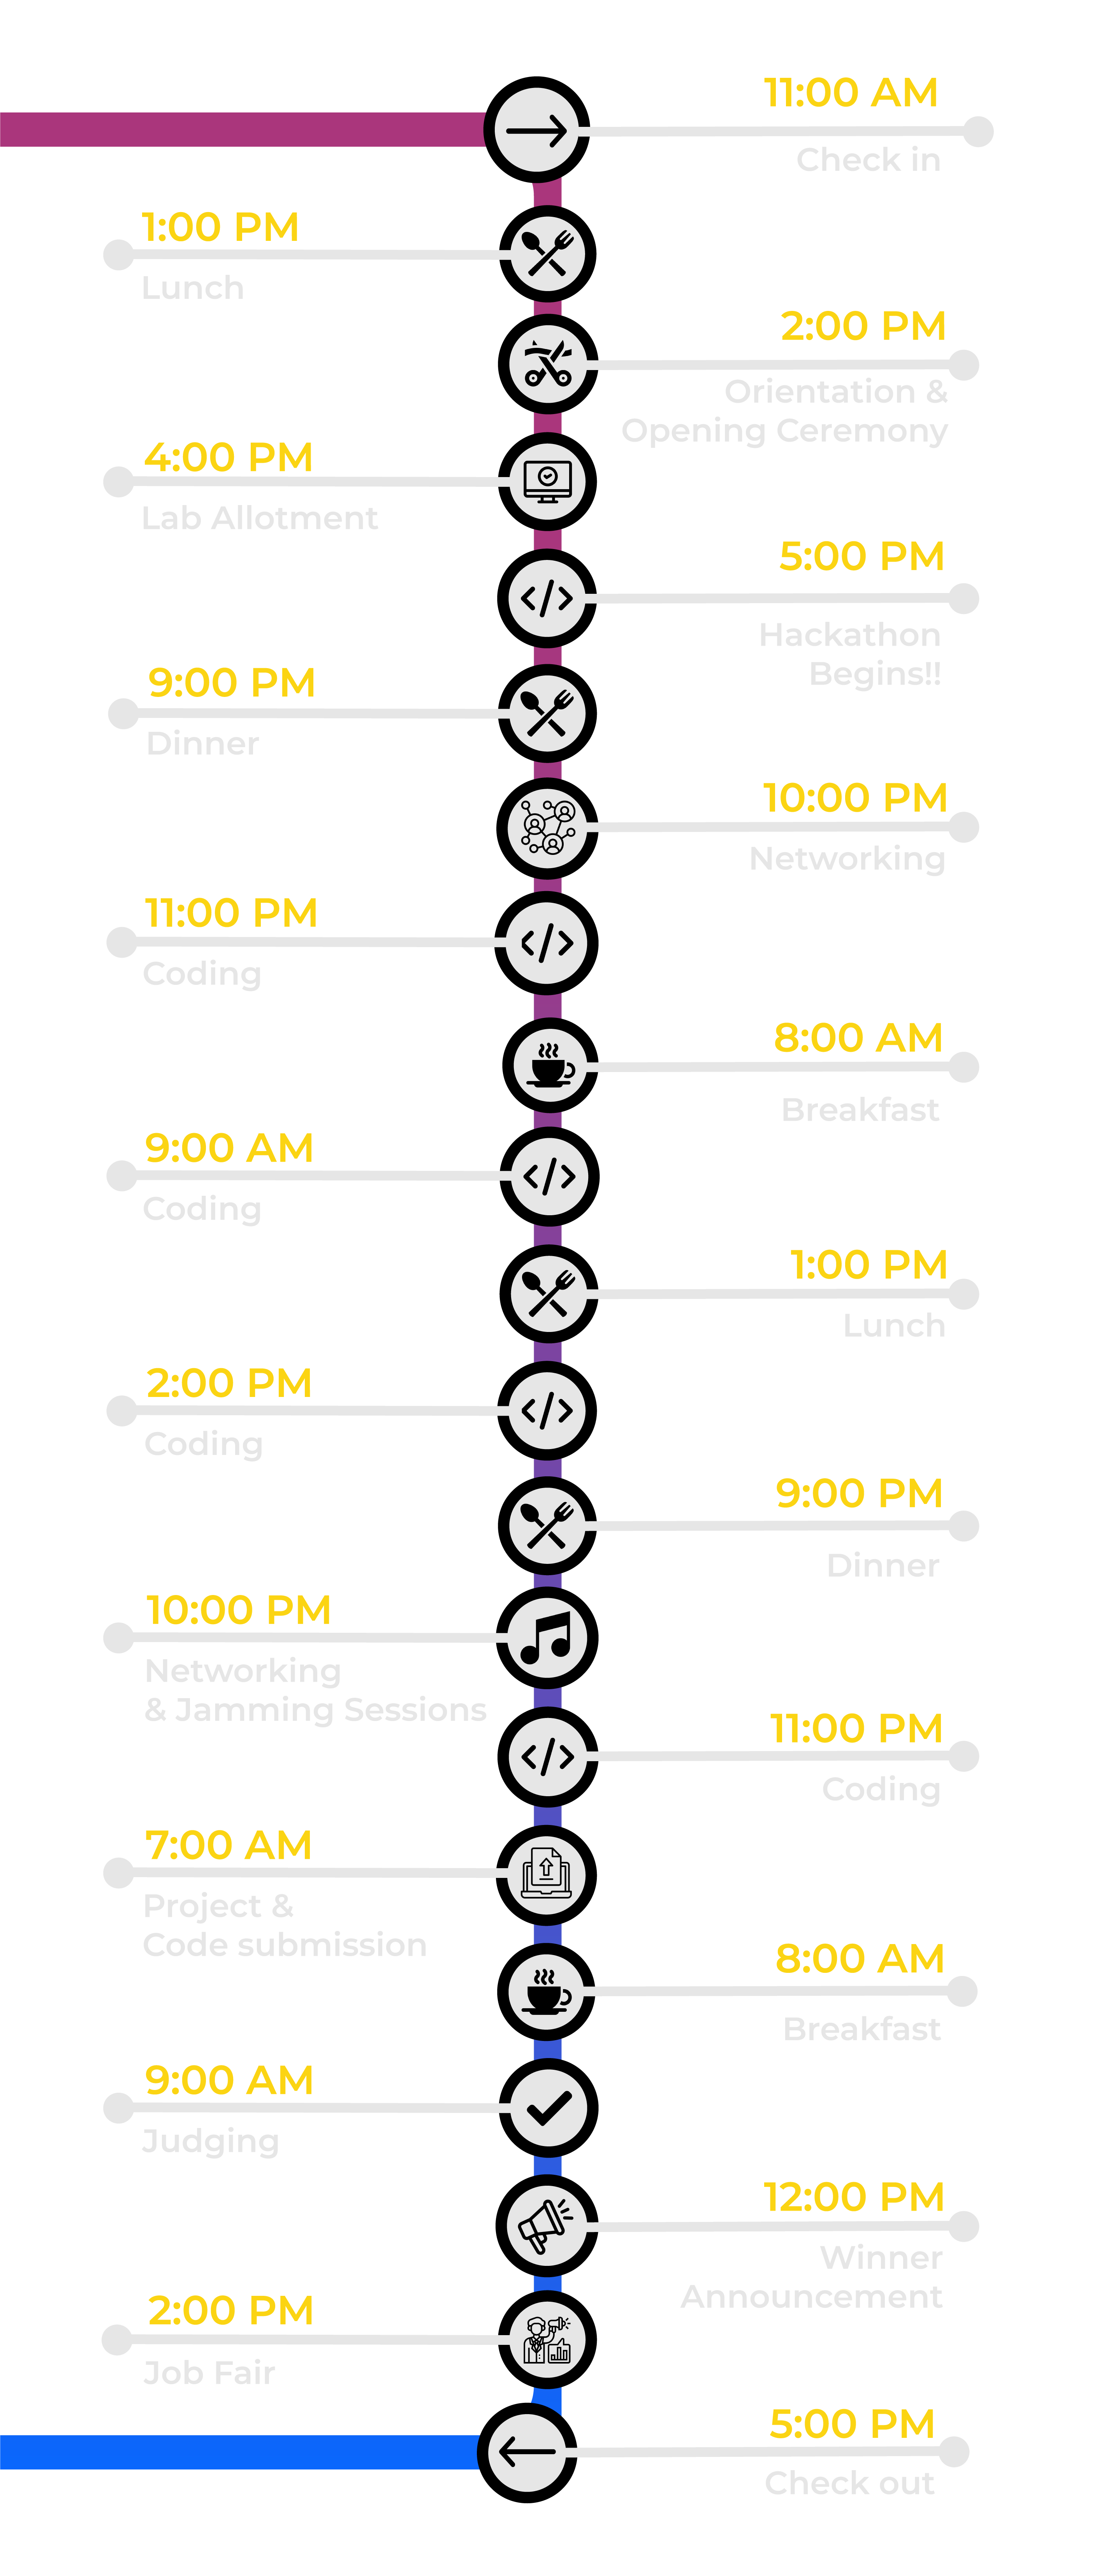 11:00 AM
Check in
1:00 PM
Lunch
2:00 PM
Orientation &
Opening Ceremony
4:00 PM
Lab Allotment
5:00 PM
Hackathon
Begins!!
9:00 PM
Dinner
10:00 PM
Networking
11:00 PM
Coding
8:00 AM
Breakfast
9:00 AM
Coding
1:00 PM
Lunch
2:00 PM
Coding
9:00 PM
Dinner
10:00 PM
Networking
& Jamming Sessions
11:00 PM
Coding
7:00 AM
Project &
Code submission
8:00 AM
Breakfast
9:00 AM
Judging
12:00 PM
Winner
Announcement
2:00 PM
Job Fair
5:00 PM
Check out